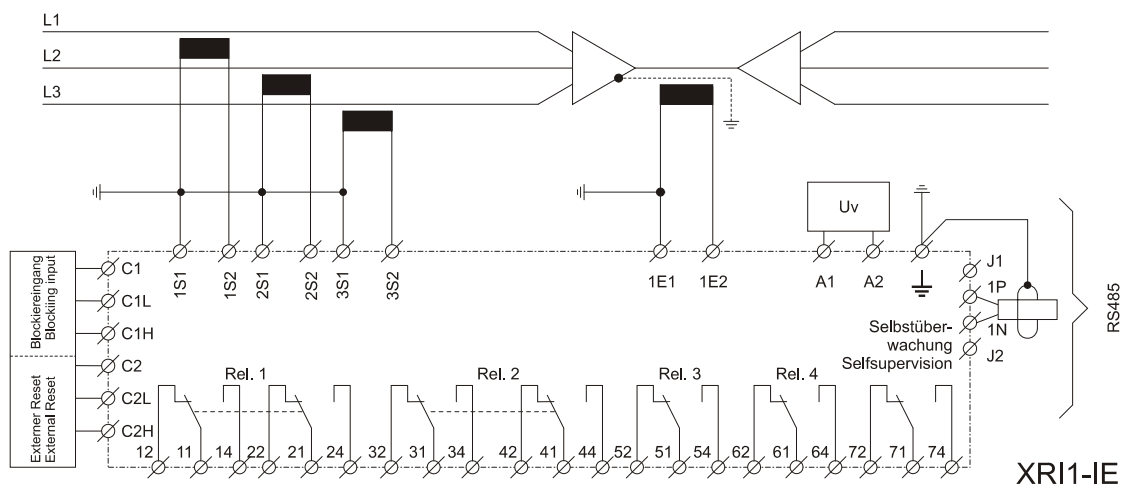 L1
L2
L3
Uv
1S1
1S2
2S1
2S2
3S1
3S2
1E1
1E2
A1
A2
J1
1P
1N
J2
RS485
Blockiereingang
Blockiing input
C1
C1L
C1H
Externer Reset
External Reset
C2
C2L
C2H
Selbstüber-
wachung
Selfsupervision
Rel. 1
Rel. 2
Rel. 3
Rel. 4
12
11
14
22
21
24
32
31
34
42
41
44
52
51
54
62
61
64
72
71
74
XRI1-IE